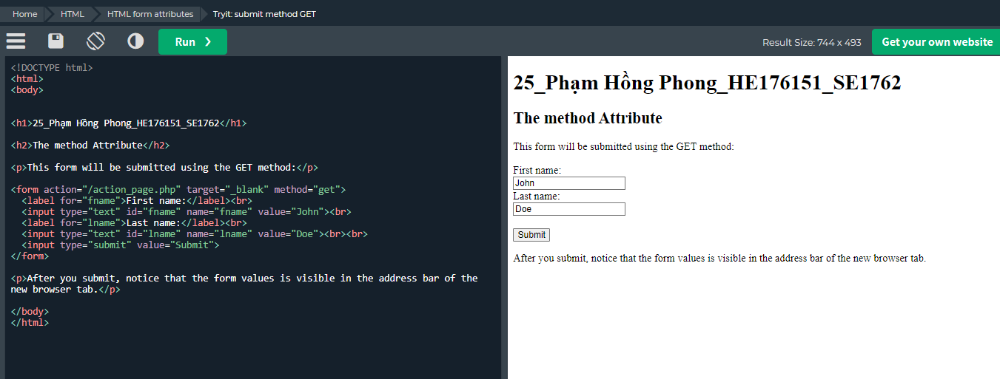 Home HTML HTML form attributes Tryit: submit method GET
Run ❯ Result Size: 744 x 493 Get your own website
<!DOCTYPE html>
<html>
<body>
<h1>25_Phạm Hồng Phong_HE176151_SE1762</h1>
<h2>The method Attribute</h2>
<p>This form will be submitted using the GET method:</p>
<form action="/action_page.php" target="_blank" method="get">
<label for="fname">First name:</label><br>
<input type="text" id="fname" name="fname" value="John"><br>
<label for="lname">Last name:</label><br>
<input type="text" id="lname" name="lname" value="Doe"><br><br>
<input type="submit" value="Submit">
</form>
<p>After you submit, notice that the form values is visible in the address bar of the
new browser tab.</p>
</body>
</html>
25_Phạm Hồng Phong_HE176151_SE1762
The method Attribute
This form will be submitted using the GET method:
First name:
John
Last name:
Doe
Submit
After you submit, notice that the form values is visible in the address bar of the new browser tab.